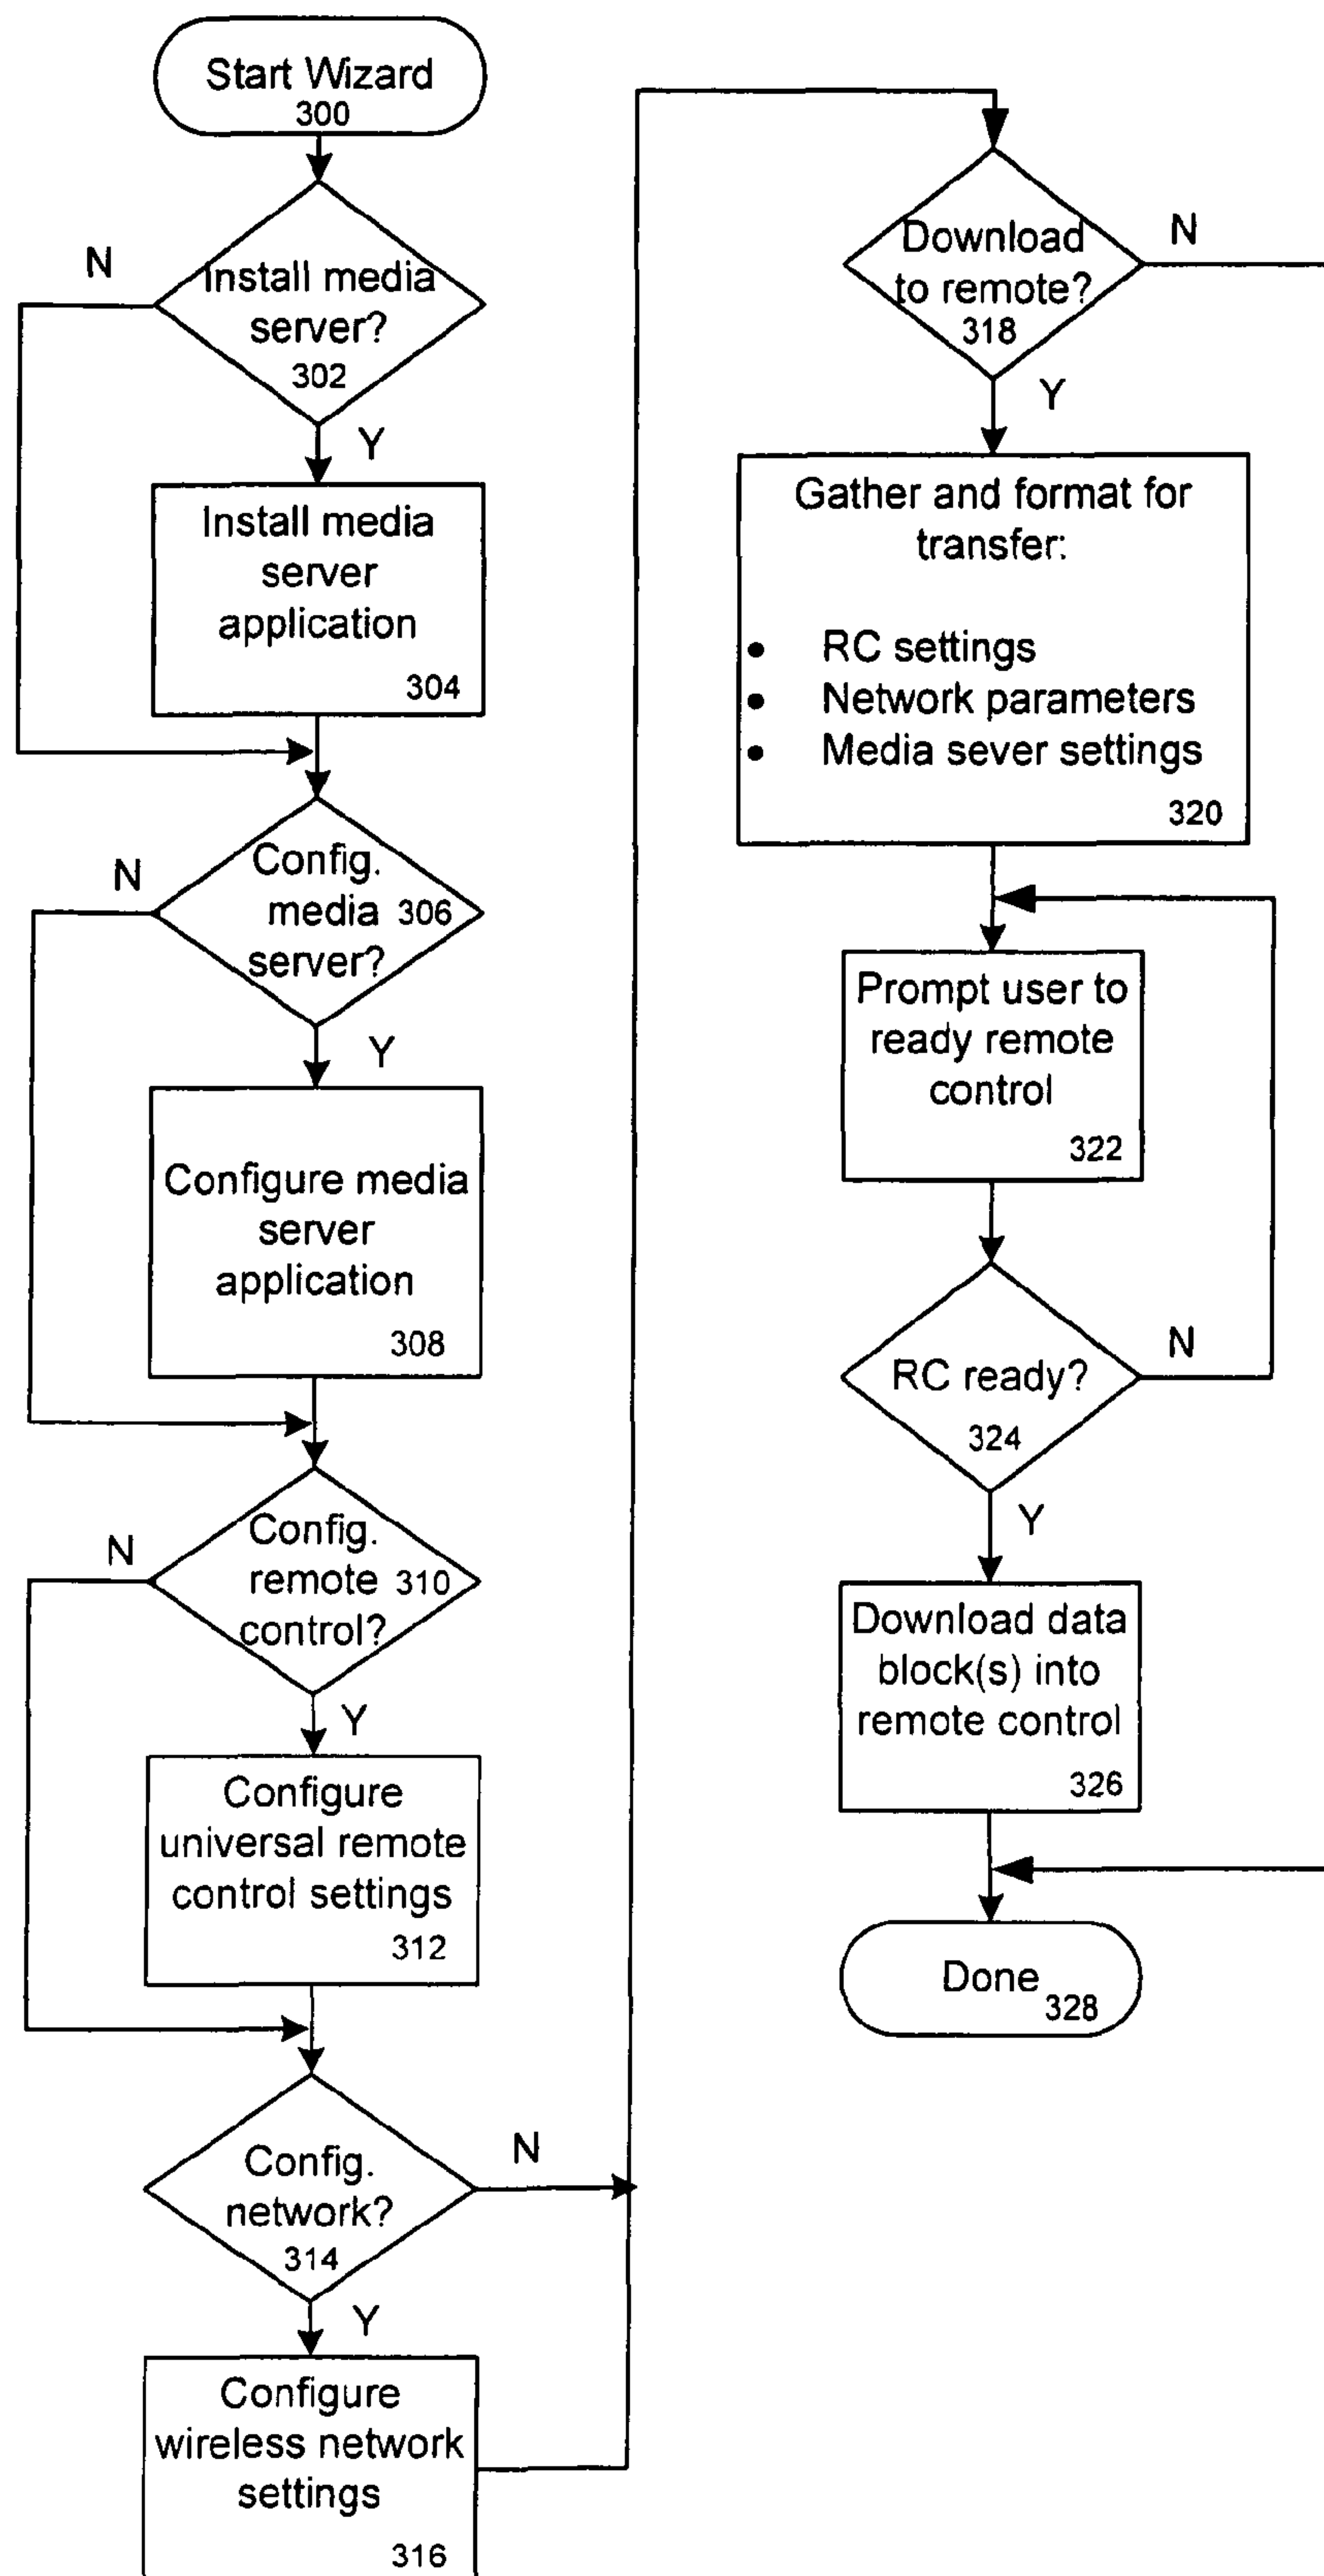 Start Wizard
300
N
Install media
server?
302
Y
Install media
server
application
304
N
Config.
media 306
server?
Y
Configure media
server
application
308
N
Config.
remote 310
control?
Y
Configure
universal remote
control settings
312
Config.
network?
314
N
Y
Configure
wireless network
settings
316
Download
to remote?
318
N
Y
Gather and format for
transfer:
• RC settings
• Network parameters
• Media sever settings
320
Prompt user to
ready remote
control
322
RC ready?
324
N
Y
Download data
block(s) into
remote control
326
Done
328